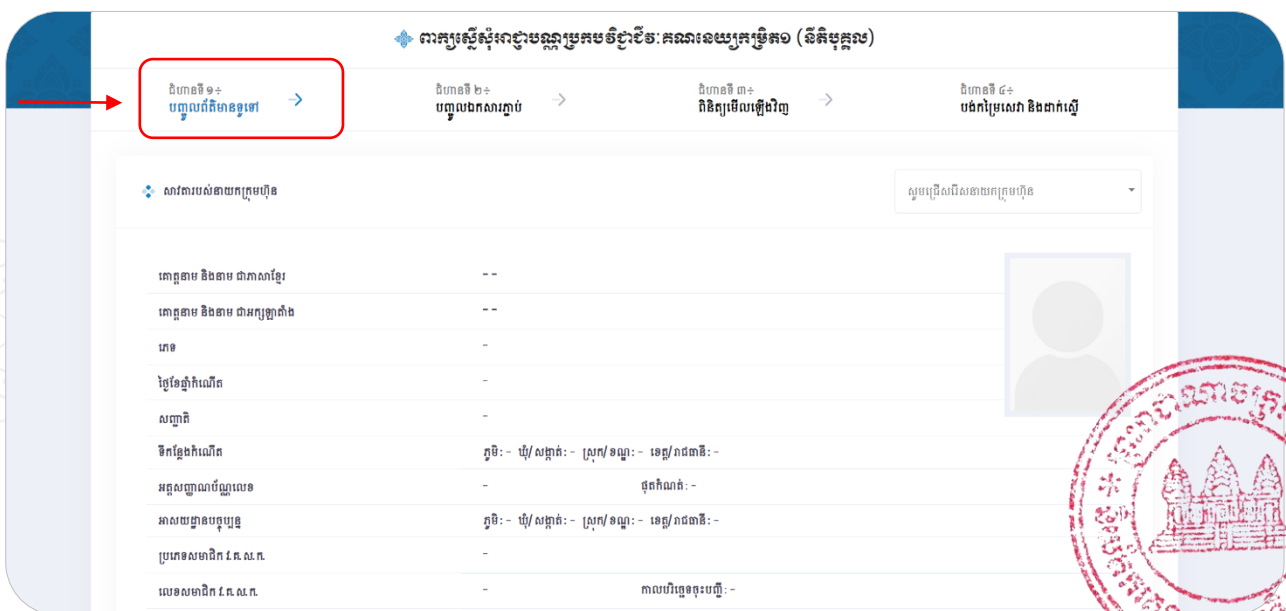 ពាក្យស្នើសុំអាជ្ញាបណ្ណប្រកបវិជ្ជាជីវៈគណនេយ្យកម្រិត១ (នីតិបុគ្គល)
ជំហានទី ១៖ ជំហានទី ២៖ ជំហានទី ៣៖ ជំហានទី ៤៖
បញ្ចូលព័ត៌មានទូទៅ បញ្ចូលឯកសារភ្ជាប់ ពិនិត្យមើលឡើងវិញ បង់កម្រៃសេវា និងដាក់ស្នើ
សាវតារបស់នាយកក្រុមហ៊ុន សូមជ្រើសរើសនាយកក្រុមហ៊ុន
គោត្តនាម និងនាម ជាភាសាខ្មែរ - -
គោត្តនាម និងនាម ជាអក្សរឡាតាំង - -
ភេទ -
ថ្ងៃខែឆ្នាំកំណើត -
សញ្ជាតិ -
ទីកន្លែងកំណើត ភូមិ: - ឃុំ/សង្កាត់: - ស្រុក/ខណ្ឌ: - ខេត្ត/រាជធានី: -
អត្តសញ្ញាណប័ណ្ណលេខ - ផុតកំណត់: -
អាសយដ្ឋានបច្ចុប្បន្ន ភូមិ: - ឃុំ/សង្កាត់: - ស្រុក/ខណ្ឌ: - ខេត្ត/រាជធានី: -
ប្រភេទសមាជិក វ.គ.ស.ក. -
លេខសមាជិក វ.គ.ស.ក. - កាលបរិច្ឆេទចុះបញ្ជី: -